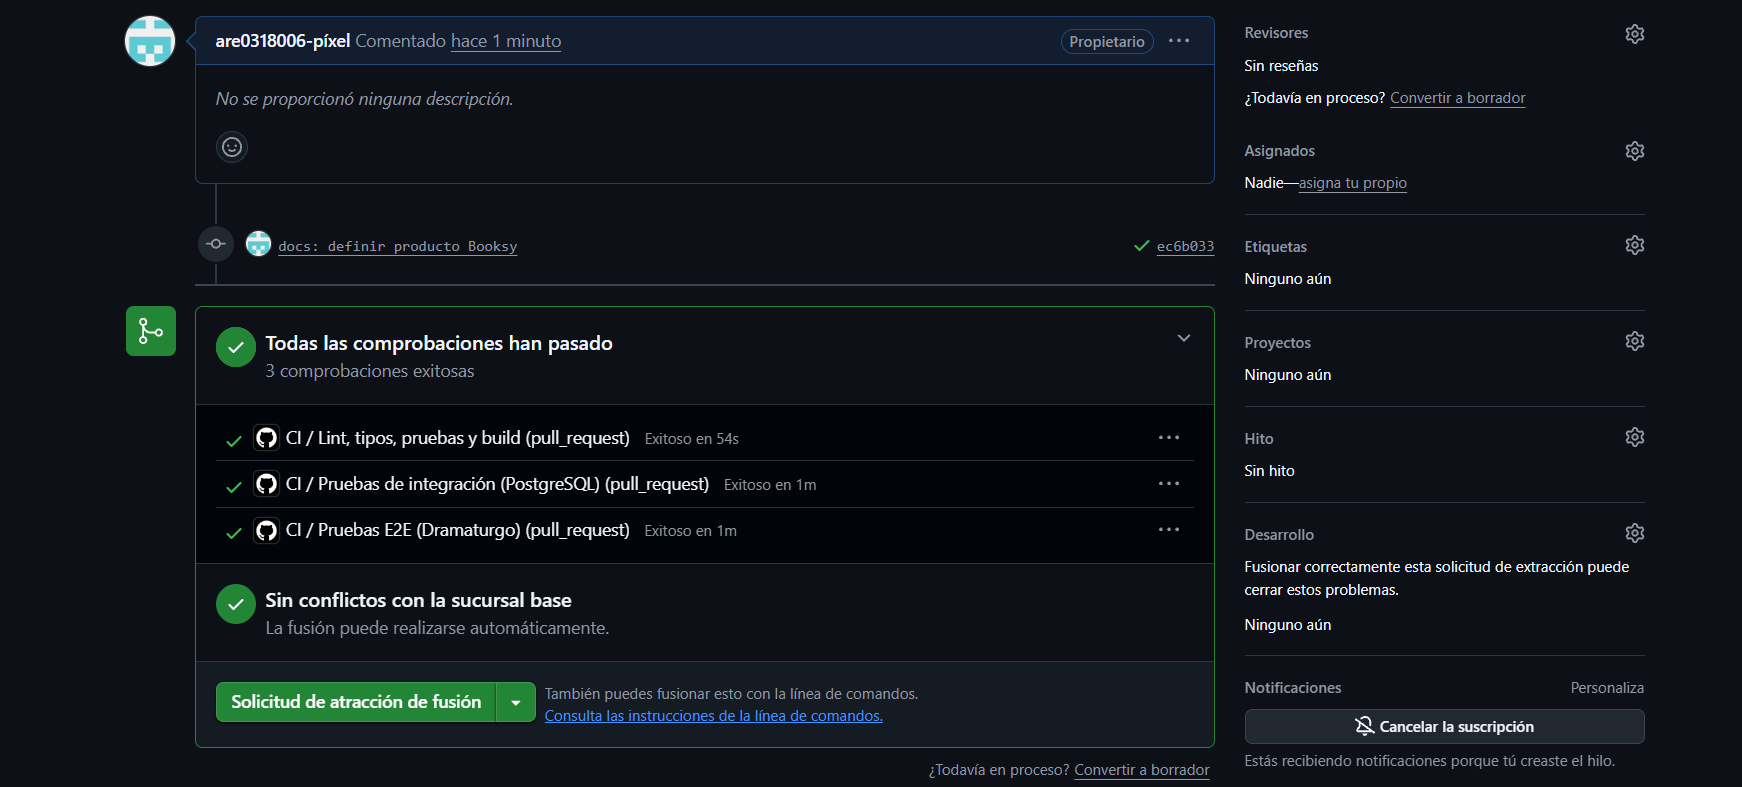 are0318006-píxel Comentado hace 1 minuto
Propietario
No se proporcionó ninguna descripción.
docs: definir producto Booksy
ec6b033
Todas las comprobaciones han pasado
3 comprobaciones exitosas
CI / Lint, tipos, pruebas y build (pull_request) Exitoso en 54s
CI / Pruebas de integración (PostgreSQL) (pull_request) Exitoso en 1m
CI / Pruebas E2E (Dramaturgo) (pull_request) Exitoso en 1m
Sin conflictos con la sucursal base
La fusión puede realizarse automáticamente.
Solicitud de atracción de fusión
También puedes fusionar esto con la línea de comandos.
Consulta las instrucciones de la línea de comandos.
¿Todavía en proceso? Convertir a borrador
Revisores
Sin reseñas
¿Todavía en proceso? Convertir a borrador
Asignados
Nadie—asigna tu propio
Etiquetas
Ninguno aún
Proyectos
Ninguno aún
Hito
Sin hito
Desarrollo
Fusionar correctamente esta solicitud de extracción puede
cerrar estos problemas.
Ninguno aún
Notificaciones
Personaliza
Cancelar la suscripción
Estás recibiendo notificaciones porque tú creaste el hilo.